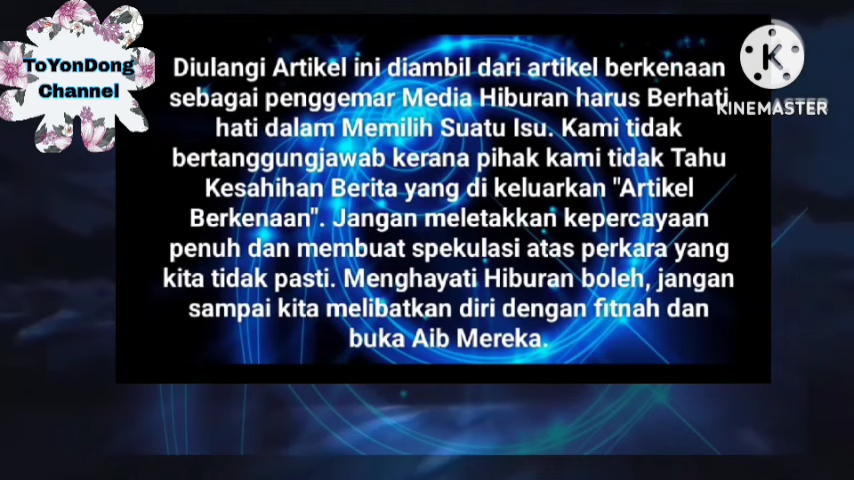 ToYonDong
Channel
KINEMASTER
Diulangi Artikel ini diambil dari artikel berkenaan
sebagai penggemar Media Hiburan harus Berhati
hati dalam Memilih Suatu Isu. Kami tidak
bertanggungjawab kerana pihak kami tidak Tahu
Kesahihan Berita yang di keluarkan "Artikel
Berkenaan". Jangan meletakkan kepercayaan
penuh dan membuat spekulasi atas perkara yang
kita tidak pasti. Menghayati Hiburan boleh, jangan
sampai kita melibatkan diri dengan fitnah dan
buka Aib Mereka.